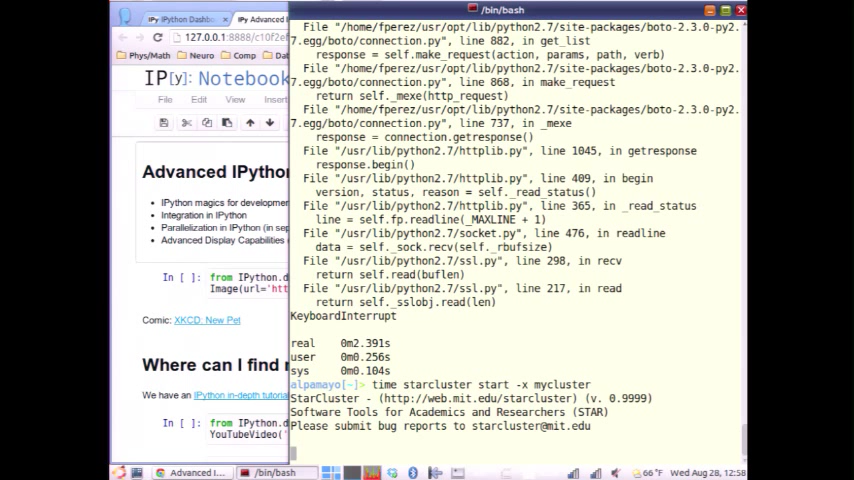 IPy IPython Dashbo
IPy Advanced I
/bin/bash
127.0.0.1:8888/c10f2ef
Phys/Math
Neuro
Comp
Dat
IP[y]: Notebook
File
Edit
View
Insert
Advanced IPytho
IPython magics for developmen
Integration in IPython
Parallelization in IPython (in sep
Advanced Display Capabilities
In [ ]:
from IPython.d
Image(url='htt
Comic: XKCD: New Pet
Where can I find
We have an IPython in-depth tutoria
In [ ]:
from IPython.d
YouTubeVideo('
File "/home/fperez/usr/opt/lib/python2.7/site-packages/boto-2.3.0-py2.
7.egg/boto/connection.py", line 882, in get_list
response = self.make_request(action, params, path, verb)
File "/home/fperez/usr/opt/lib/python2.7/site-packages/boto-2.3.0-py2.
7.egg/boto/connection.py", line 868, in make_request
return self._mexe(http_request)
File "/home/fperez/usr/opt/lib/python2.7/site-packages/boto-2.3.0-py2.
7.egg/boto/connection.py", line 737, in _mexe
response = connection.getresponse()
File "/usr/lib/python2.7/httplib.py", line 1045, in getresponse
response.begin()
File "/usr/lib/python2.7/httplib.py", line 409, in begin
version, status, reason = self._read_status()
File "/usr/lib/python2.7/httplib.py", line 365, in _read_status
line = self.fp.readline(_MAXLINE + 1)
File "/usr/lib/python2.7/socket.py", line 476, in readline
data = self._sock.recv(self._rbufsize)
File "/usr/lib/python2.7/ssl.py", line 298, in recv
return self.read(buflen)
File "/usr/lib/python2.7/ssl.py", line 217, in read
return self._sslobj.read(len)
KeyboardInterrupt
real 0m2.391s
user 0m0.256s
sys 0m0.104s
alpamayo[~]> time starcluster start -x mycluster
StarCluster - (http://web.mit.edu/starcluster) (v. 0.9999)
Software Tools for Academics and Researchers (STAR)
Please submit bug reports to starcluster@mit.edu
Advanced I...
/bin/bash
66 °F
Wed Aug 28, 12:58